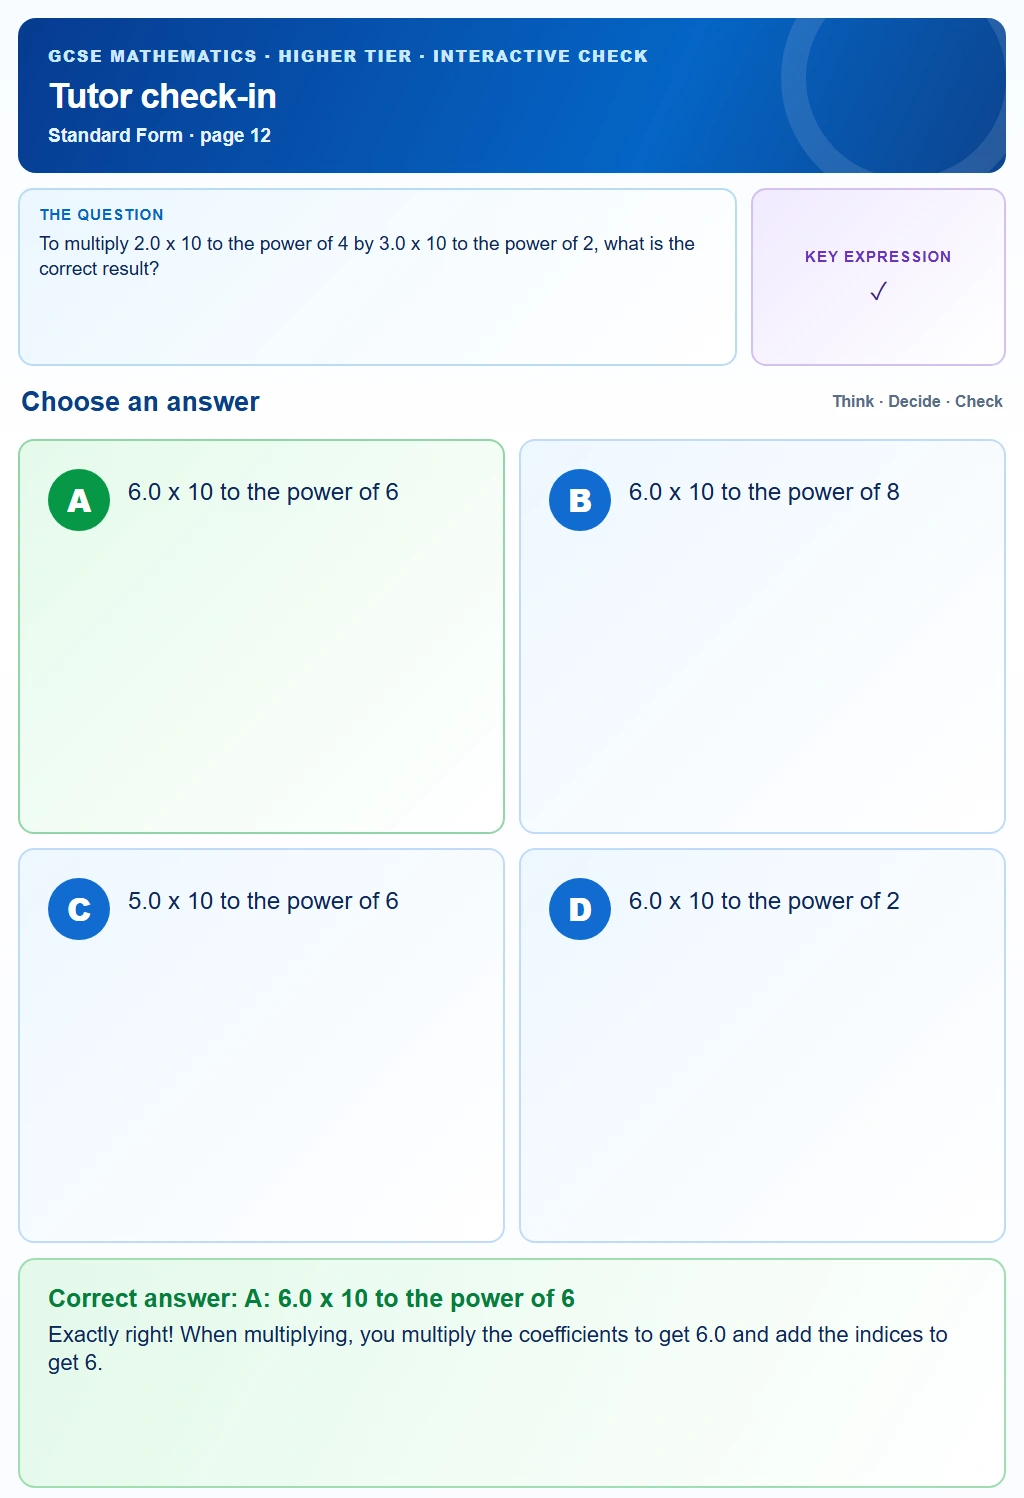 GCSE MATHEMATICS · HIGHER TIER · INTERACTIVE CHECK
Tutor check-in
Standard Form · page 12
THE QUESTION
To multiply 2.0 x 10 to the power of 4 by 3.0 x 10 to the power of 2, what is the
correct result?
KEY EXPRESSION
✓
Choose an answer
Think · Decide · Check
A
6.0 x 10 to the power of 6
B
6.0 x 10 to the power of 8
C
5.0 x 10 to the power of 6
D
6.0 x 10 to the power of 2
Correct answer: A: 6.0 x 10 to the power of 6
Exactly right! When multiplying, you multiply the coefficients to get 6.0 and add the indices to
get 6.